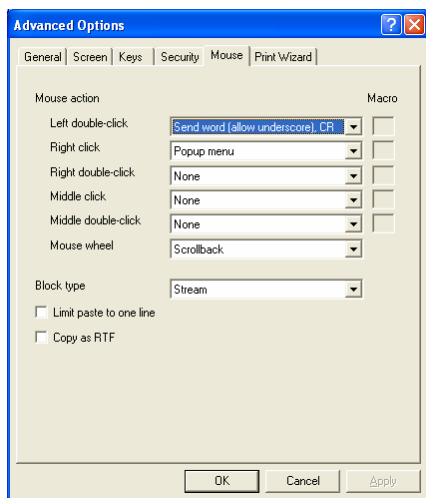 Advanced Options
General Screen Keys Security Mouse Print Wizard
Mouse action Macro
Left double-click Send word (allow underscore), CR
Right click Popup menu
Right double-click None
Middle click None
Middle double-click None
Mouse wheel Scrollback
Block type Stream
Limit paste to one line
Copy as RTF
OK Cancel Apply